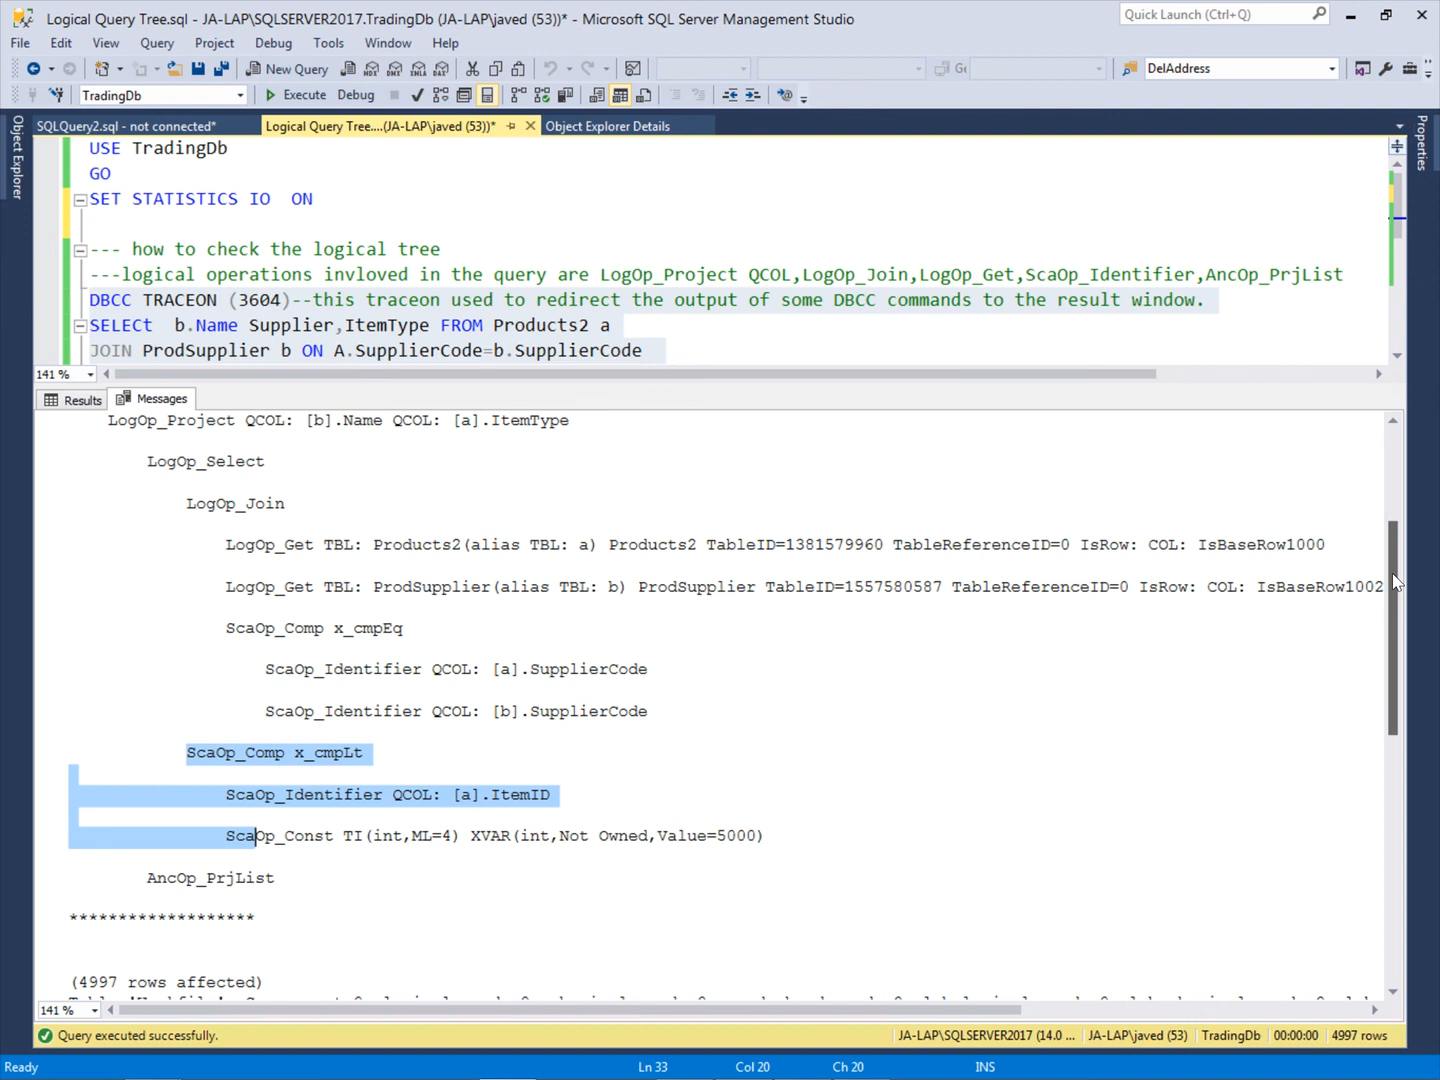 Logical Query Tree.sql - JA-LAP\SQLSERVER2017.TradingDb (JA-LAP\javed (53))* - Microsoft SQL Server Management Studio
Quick Launch (Ctrl+Q)
File Edit View Query Project Debug Tools Window Help
New Query
DelAddress
TradingDb
Execute Debug
SQLQuery2.sql - not connected*
Logical Query Tree....(JA-LAP\javed (53))*
Object Explorer Details
Object Explorer
Properties
USE TradingDb
GO
SET STATISTICS IO  ON
--- how to check the logical tree
---logical operations invloved in the query are LogOp_Project QCOL,LogOp_Join,LogOp_Get,ScaOp_Identifier,AncOp_PrjList
DBCC TRACEON (3604)--this traceon used to redirect the output of some DBCC commands to the result window.
SELECT  b.Name Supplier,ItemType FROM Products2 a
JOIN ProdSupplier b ON A.SupplierCode=b.SupplierCode
141 %
Results
Messages
LogOp_Project QCOL: [b].Name QCOL: [a].ItemType
LogOp_Select
LogOp_Join
LogOp_Get TBL: Products2(alias TBL: a) Products2 TableID=1381579960 TableReferenceID=0 IsRow: COL: IsBaseRow1000
LogOp_Get TBL: ProdSupplier(alias TBL: b) ProdSupplier TableID=1557580587 TableReferenceID=0 IsRow: COL: IsBaseRow1002
ScaOp_Comp x_cmpEq
ScaOp_Identifier QCOL: [a].SupplierCode
ScaOp_Identifier QCOL: [b].SupplierCode
ScaOp_Comp x_cmpLt
ScaOp_Identifier QCOL: [a].ItemID
ScaOp_Const TI(int,ML=4) XVAR(int,Not Owned,Value=5000)
AncOp_PrjList
*******************
(4997 rows affected)
141 %
Query executed successfully.
JA-LAP\SQLSERVER2017 (14.0 ...
JA-LAP\javed (53)
TradingDb
00:00:00
4997 rows
Ready
Ln 33
Col 20
Ch 20
INS